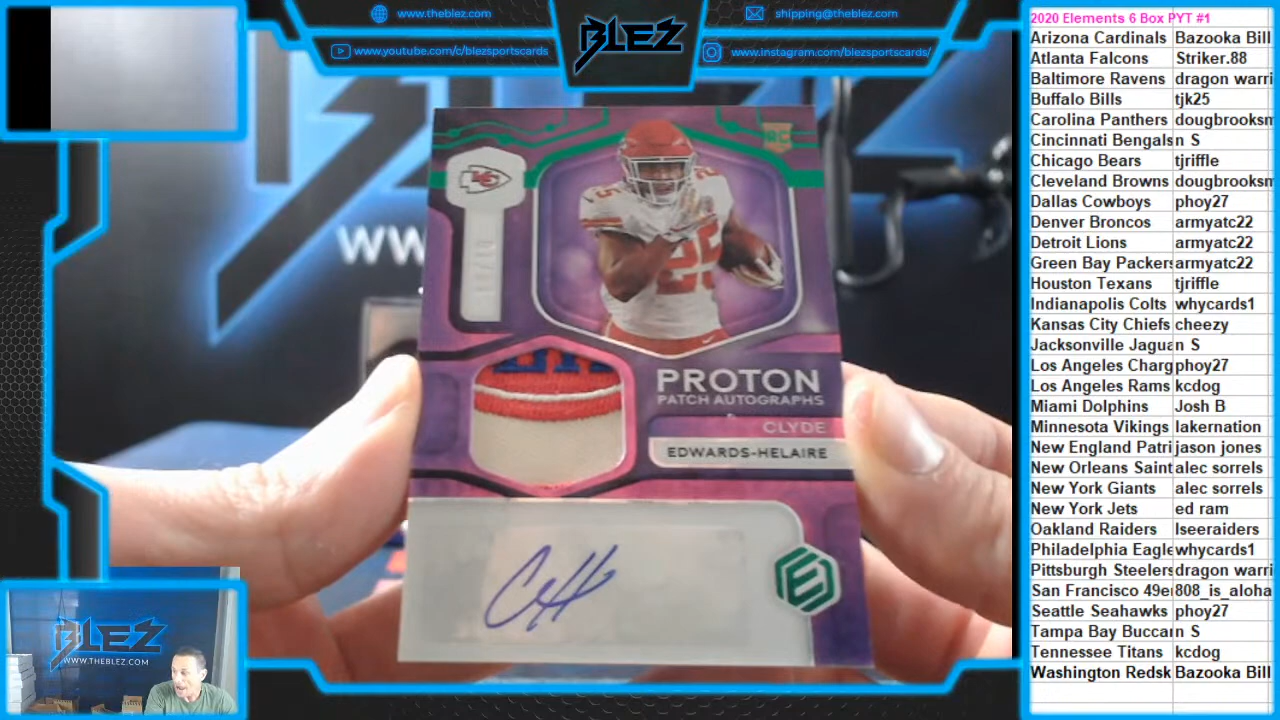 www.theblez.com
shipping@theblez.com
www.youtube.com/c/blezsportscards
www.instagram.com/blezsportscards/
BLEZ
WW
RC
25
25
PROTON
PATCH AUTOGRAPHS
CLYDE
EDWARDS-HELAIRE
E
BLEZ
WWW.THEBLEZ.COM
2020 Elements 6 Box PYT #1
Arizona Cardinals Bazooka Bill
Atlanta Falcons Striker.88
Baltimore Ravens dragon warri
Buffalo Bills tjk25
Carolina Panthers dougbrooksm
Cincinnati Bengals n S
Chicago Bears tjriffle
Cleveland Browns dougbrooksm
Dallas Cowboys phoy27
Denver Broncos armyatc22
Detroit Lions armyatc22
Green Bay Packers armyatc22
Houston Texans tjriffle
Indianapolis Colts whycards1
Kansas City Chiefs cheezy
Jacksonville Jagua n S
Los Angeles Charg phoy27
Los Angeles Rams kcdog
Miami Dolphins Josh B
Minnesota Vikings lakernation
New England Patri jason jones
New Orleans Saint alec sorrels
New York Giants alec sorrels
New York Jets ed ram
Oakland Raiders lseeraiders
Philadelphia Eagle whycards1
Pittsburgh Steelers dragon warri
San Francisco 49e 808_is_aloha
Seattle Seahawks phoy27
Tampa Bay Buccan n S
Tennessee Titans kcdog
Washington Redsk Bazooka Bill